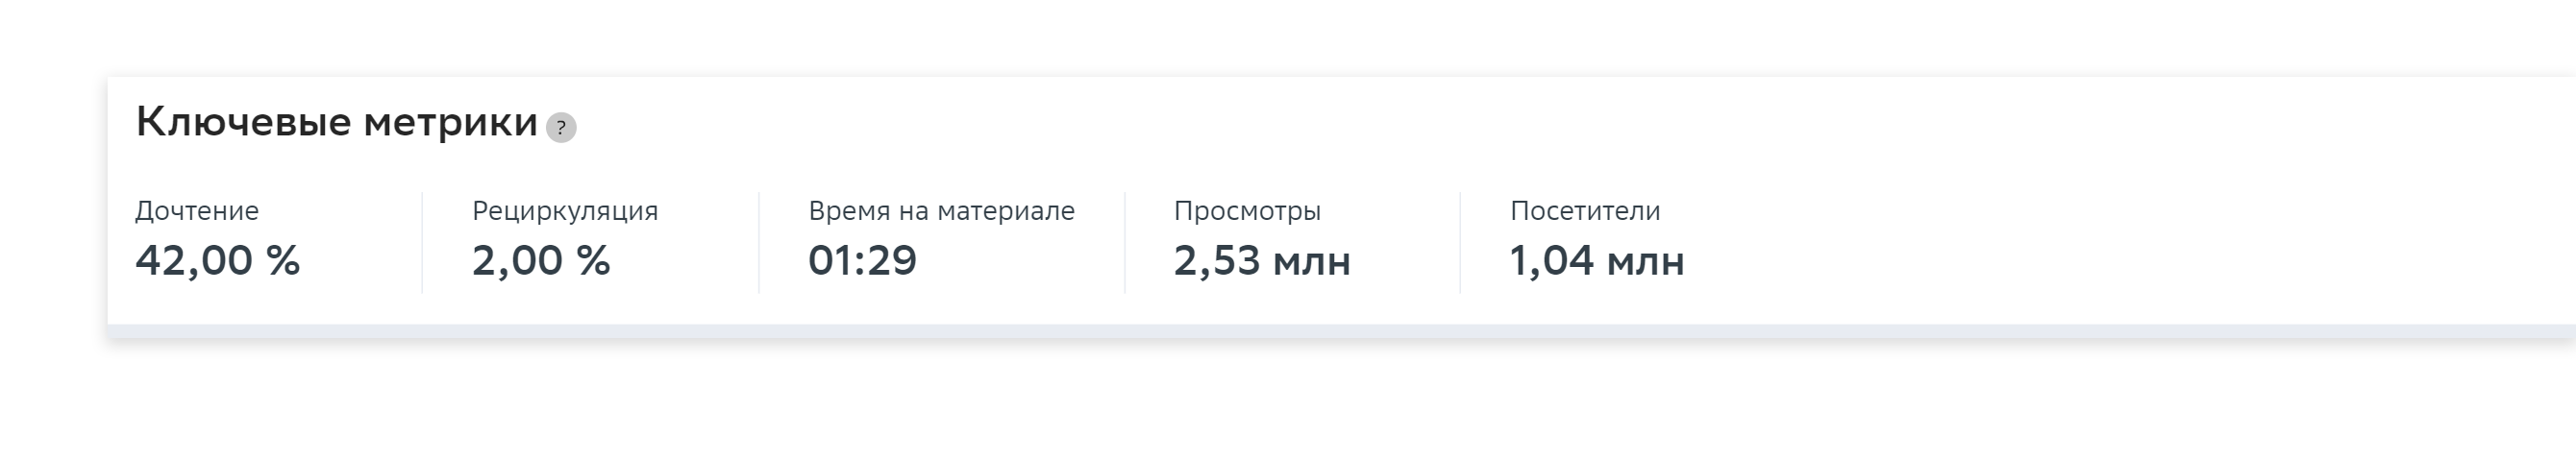 Ключевые метрики ?
Дочтение Рециркуляция Время на материале Просмотры Посетители
42,00 % 2,00 % 01:29 2,53 млн 1,04 млн